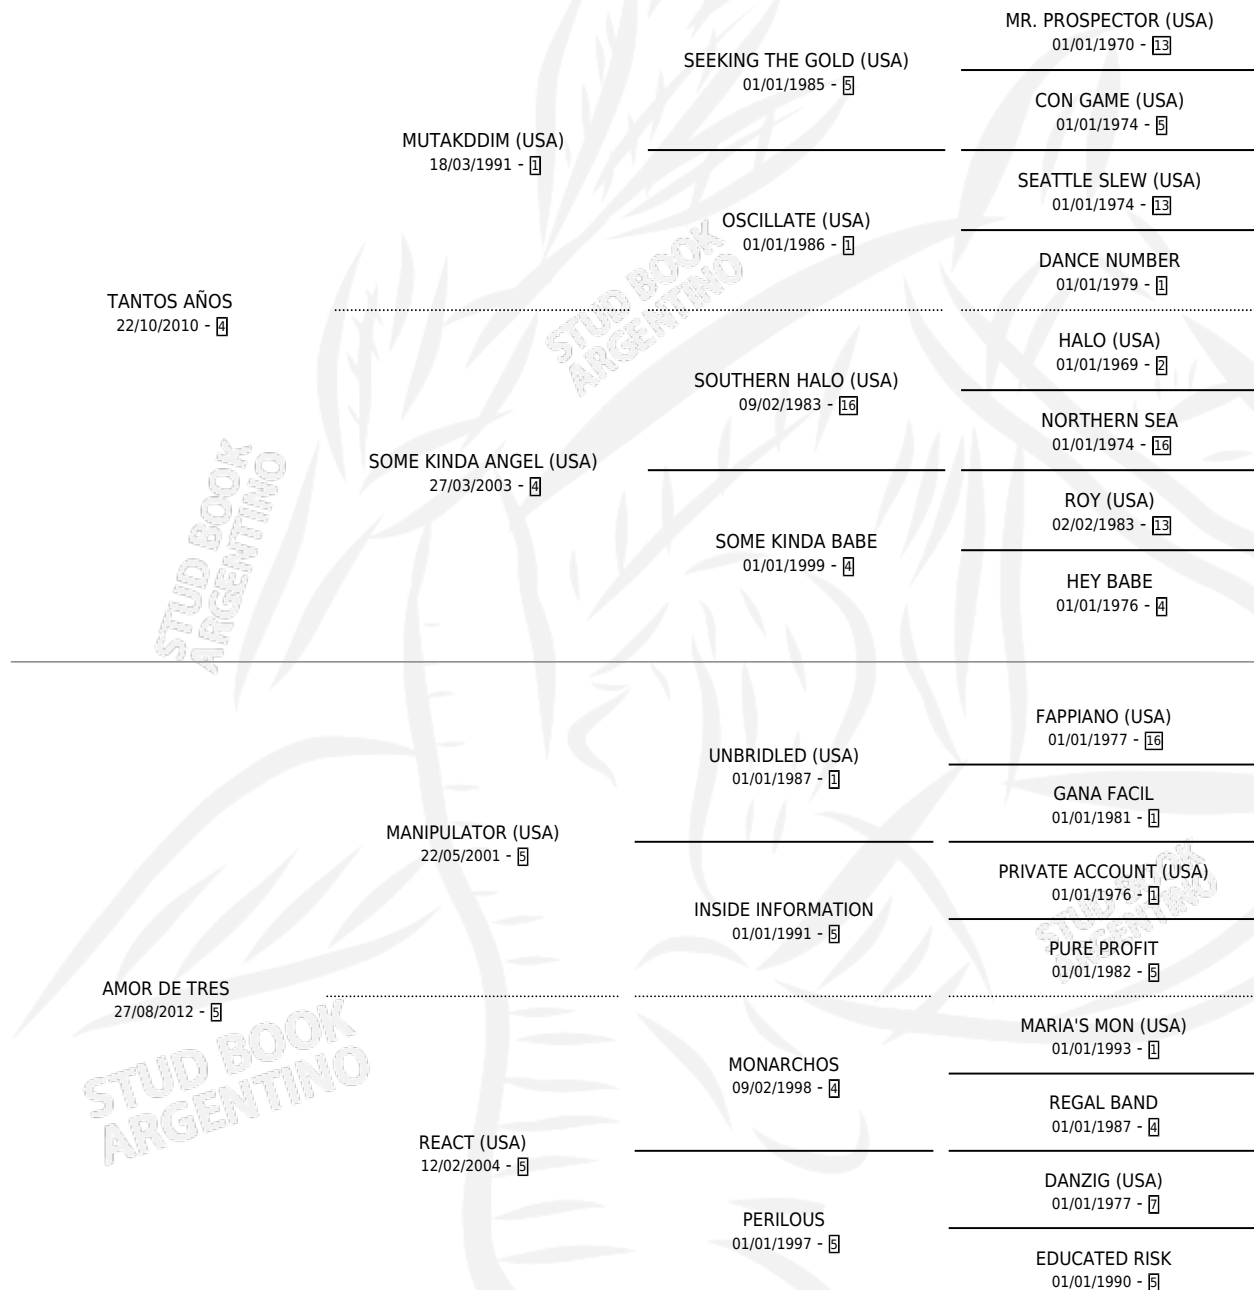 MR. PROSPECTOR (USA)
01/01/1970 - 13
SEEKING THE GOLD (USA)
01/01/1985 - 5
CON GAME (USA)
01/01/1974 - 5
MUTAKDDIM (USA)
18/03/1991 - 1
SEATTLE SLEW (USA)
01/01/1974 - 13
OSCILLATE (USA)
01/01/1986 - 1
DANCE NUMBER
01/01/1979 - 1
TANTOS AÑOS
22/10/2010 - 4
HALO (USA)
01/01/1969 - 2
SOUTHERN HALO (USA)
09/02/1983 - 16
NORTHERN SEA
01/01/1974 - 16
SOME KINDA ANGEL (USA)
27/03/2003 - 4
ROY (USA)
02/02/1983 - 13
SOME KINDA BABE
01/01/1999 - 4
HEY BABE
01/01/1976 - 4
FAPPIANO (USA)
01/01/1977 - 16
UNBRIDLED (USA)
01/01/1987 - 1
GANA FACIL
01/01/1981 - 1
MANIPULATOR (USA)
22/05/2001 - 5
PRIVATE ACCOUNT (USA)
01/01/1976 - 1
INSIDE INFORMATION
01/01/1991 - 5
PURE PROFIT
01/01/1982 - 5
AMOR DE TRES
27/08/2012 - 5
MARIA'S MON (USA)
01/01/1993 - 1
MONARCHOS
09/02/1998 - 4
REGAL BAND
01/01/1987 - 4
REACT (USA)
12/02/2004 - 5
DANZIG (USA)
01/01/1977 - 7
PERILOUS
01/01/1997 - 5
EDUCATED RISK
01/01/1990 - 5
STUD BOOK
ARGENTINO
STUD BOOK
ARGENTINO
STUD BOOK
ARGENTINO
STUD BOOK
ARGENTINO